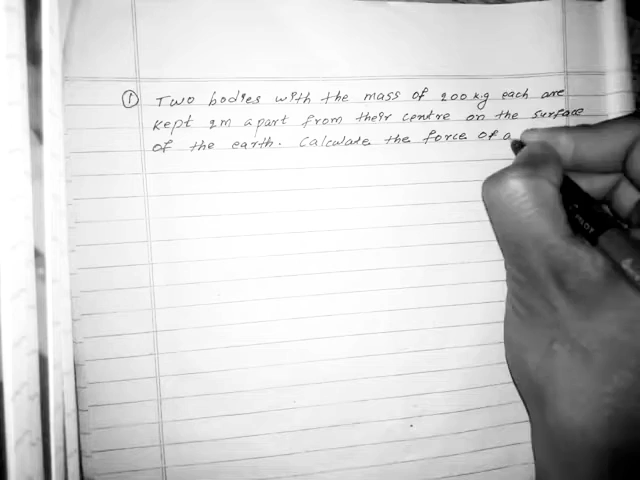 ① Two bodies with the mass of 200 kg each are
kept 2m apart from their centre on the surface
of the earth. Calculate the force of a
PILOT